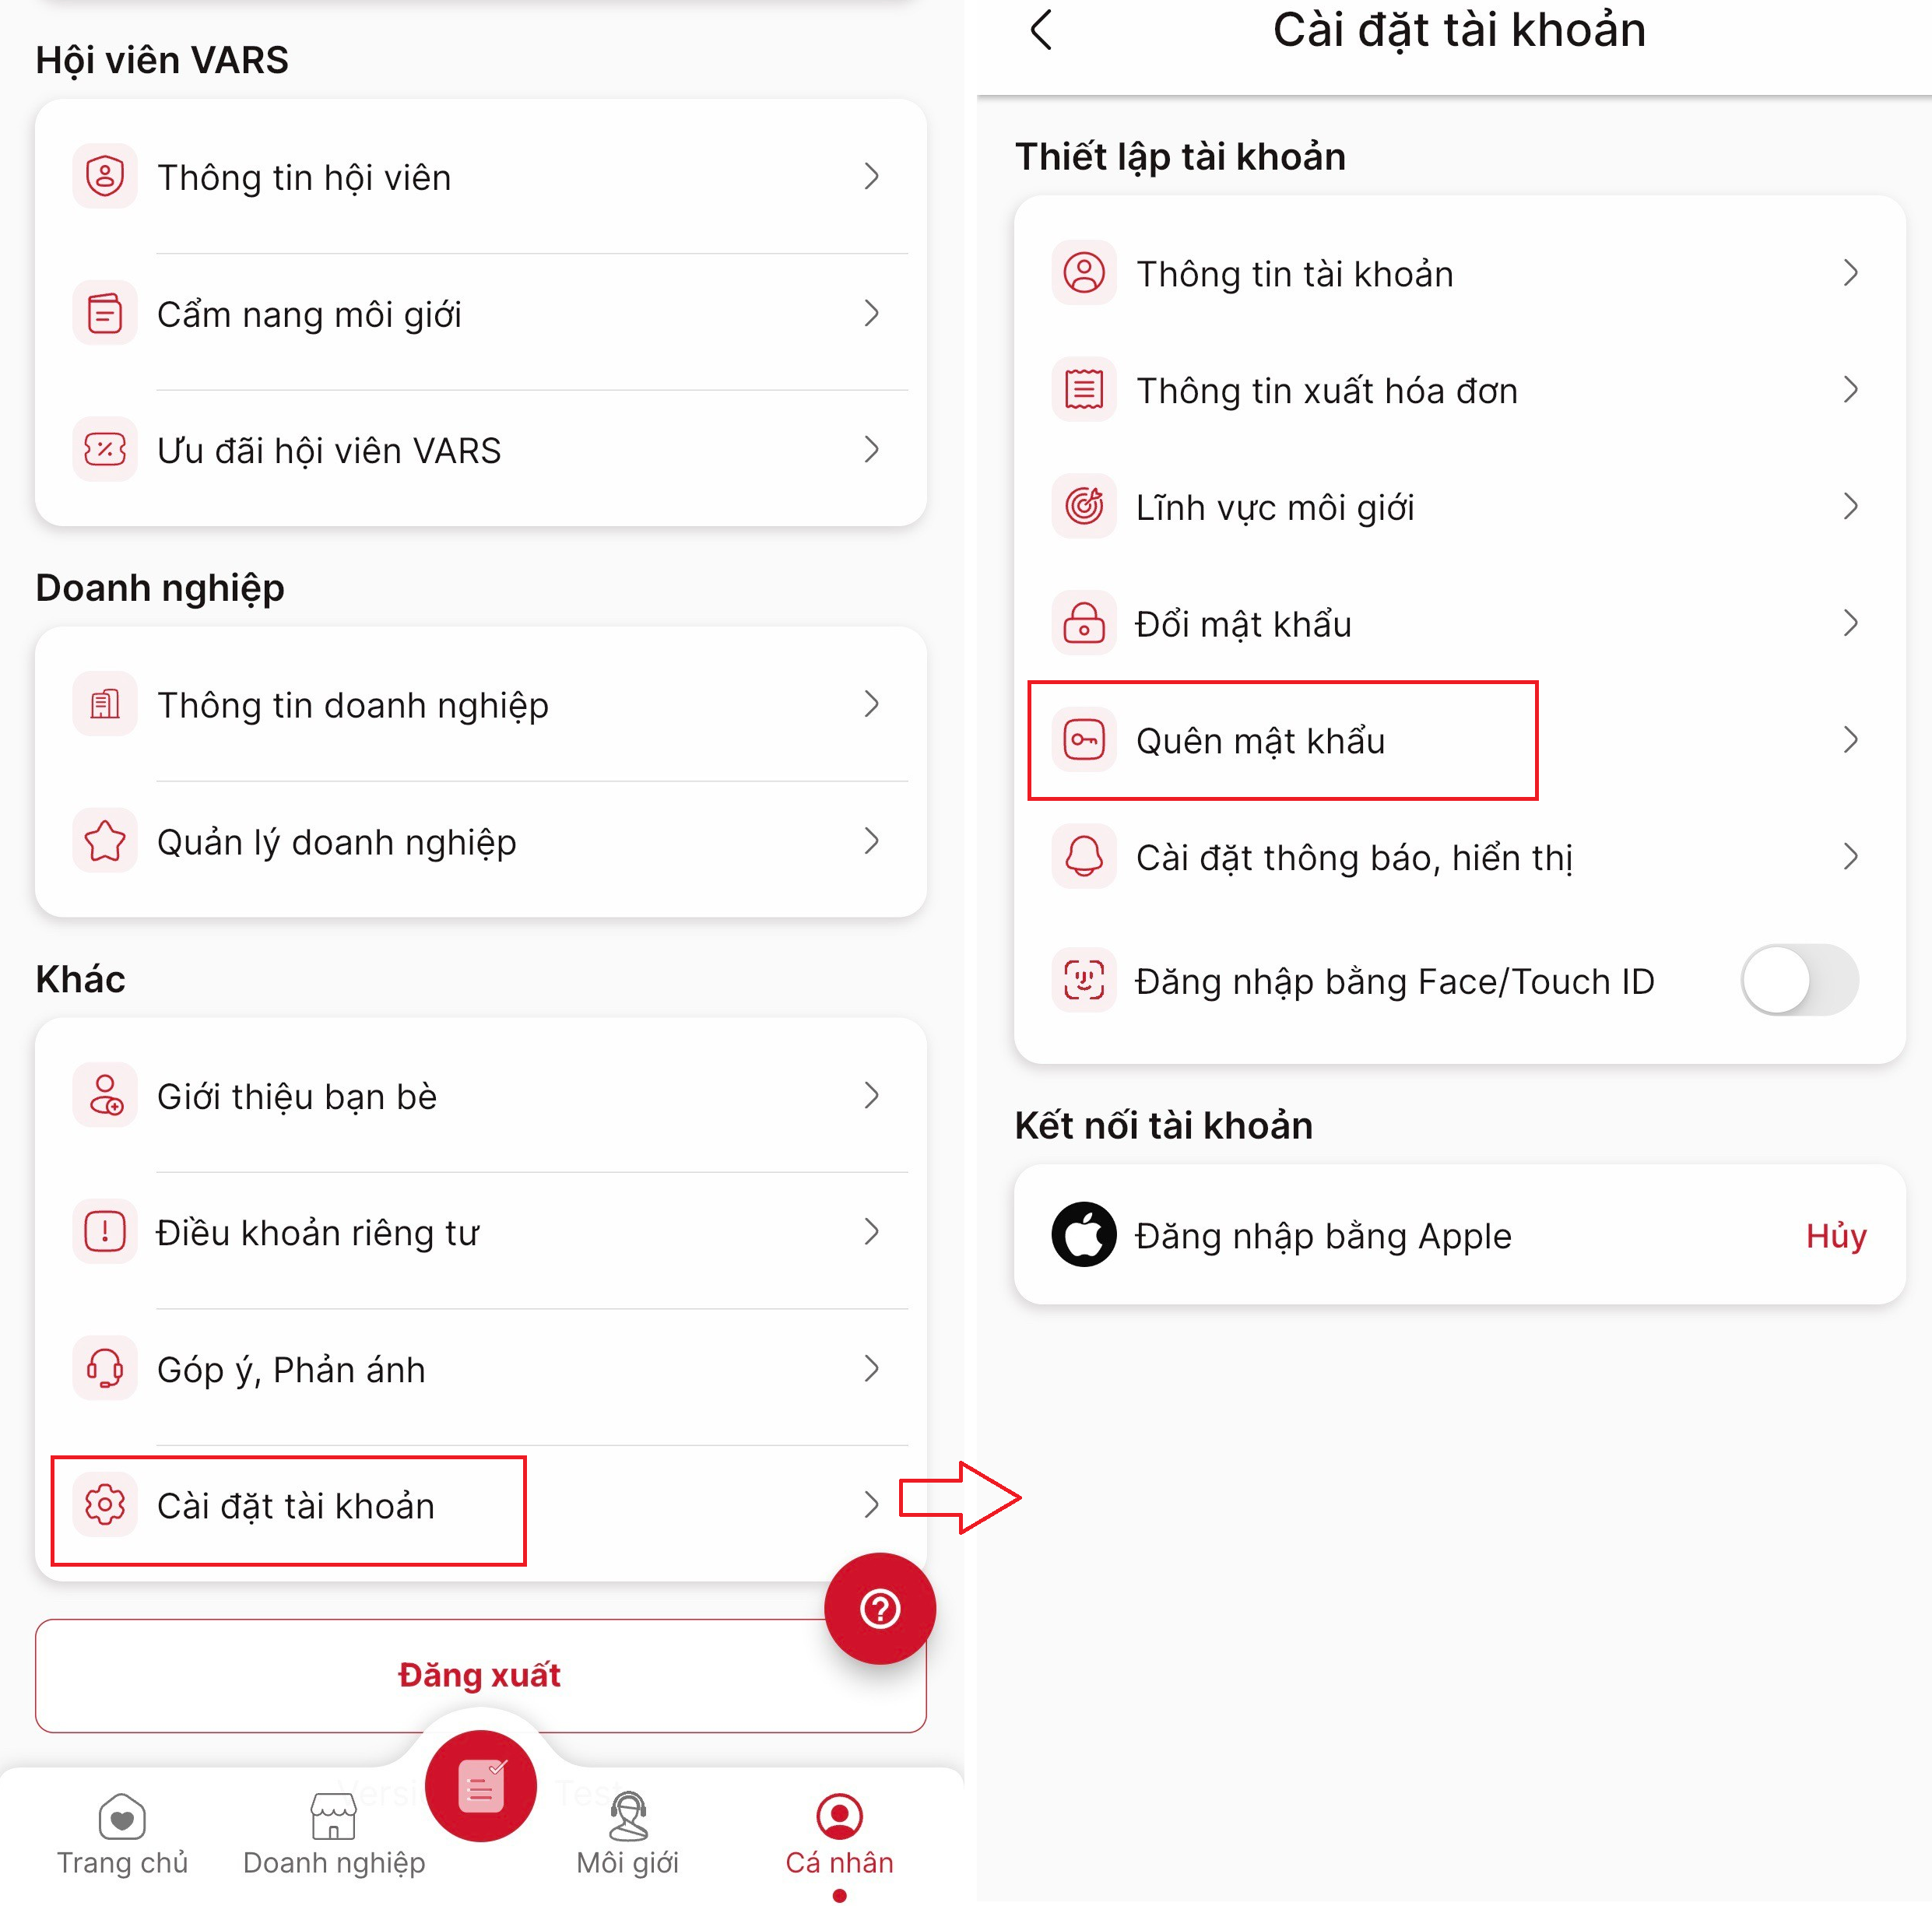 Hội viên VARS
Thông tin hội viên
Cẩm nang môi giới
Ưu đãi hội viên VARS
Doanh nghiệp
Thông tin doanh nghiệp
Quản lý doanh nghiệp
Khác
Giới thiệu bạn bè
Điều khoản riêng tư
Góp ý, Phản ánh
Cài đặt tài khoản
Đăng xuất
Trang chủ
Doanh nghiệp
Môi giới
Cá nhân
Cài đặt tài khoản
Thiết lập tài khoản
Thông tin tài khoản
Thông tin xuất hóa đơn
Lĩnh vực môi giới
Đổi mật khẩu
Quên mật khẩu
Cài đặt thông báo, hiển thị
Đăng nhập bằng Face/Touch ID
Kết nối tài khoản
Đăng nhập bằng Apple Hủy